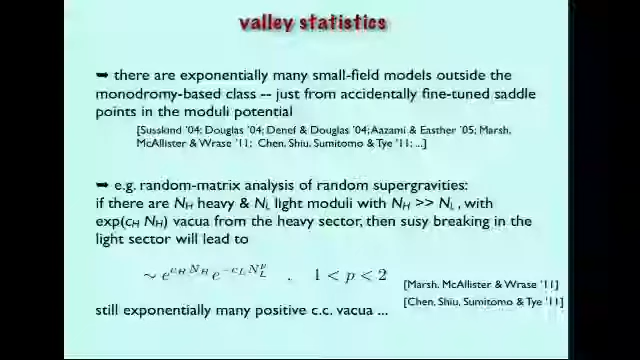 valley statistics
➥ there are exponentially many small-field models outside the
monodromy-based class -- just from accidentally fine-tuned saddle
points in the moduli potential
[Susskind '04; Douglas '04; Denef & Douglas '04; Aazami & Easther '05; Marsh,
McAllister & Wrase '11; Chen, Shiu, Sumitomo & Tye '11; ...]
➥ e.g. random-matrix analysis of random supergravities:
if there are N_H heavy & N_L light moduli with N_H >> N_L , with
exp(c_H N_H) vacua from the heavy sector, then susy breaking in the
light sector will lead to
∼ e^{c_H N_H} e^{-c_L N_L^p} . 1 < p < 2
[Marsh, McAllister & Wrase '11]
[Chen, Shiu, Sumitomo & Tye '11]
still exponentially many positive c.c. vacua ...